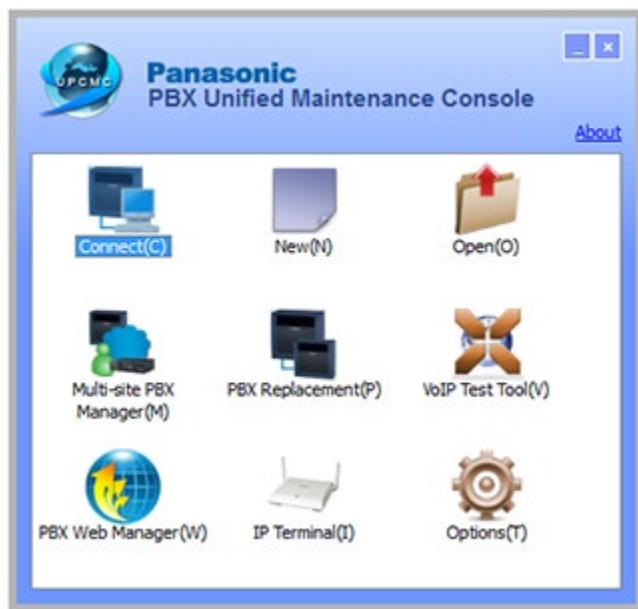 UPCMC
Panasonic
PBX Unified Maintenance Console
About
Connect(C)
New(N)
Open(O)
Multi-site PBX
Manager(M)
PBX Replacement(P)
VoIP Test Tool(V)
PBX Web Manager(W)
IP Terminal(I)
Options(T)